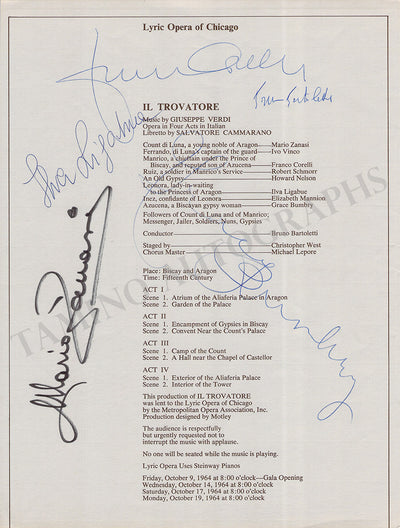 Lyric Opera of Chicago
Franco Corelli
Bruno Bartoletti
Ilva Ligabue
IL TROVATORE
Music by GIUSEPPE VERDI
Opera in Four Acts in Italian
Libretto by SALVATORE CAMMARANO
Count di Luna, a young noble of Aragon—Mario Zanasi
Ferrando, di Luna's captain of the guard—Ivo Vinco
Manrico, a chieftain under the Prince of
Biscay, and reputed son of Azucena—Franco Corelli
Ruiz, a soldier in Manrico's Service—Robert Schmorr
An Old Gypsy—Howard Nelson
Leonora, lady-in-waiting
to the Princess of Aragon—Ilva Ligabue
Inez, confidante of Leonora—Elizabeth Mannion
Azucena, a Biscayan gypsy woman—Grace Bumbry
Followers of Count di Luna and of Manrico;
Messenger, Jailer, Soldiers, Nuns, Gypsies
Conductor—Bruno Bartoletti
Staged by—Christopher West
Chorus Master—Michael Lepore
Mario Zanasi
Grace Bumbry
TAMINO AUTOGRAPHS
Place: Biscay and Aragon
Time: Fifteenth Century
ACT I
Scene 1. Atrium of the Aliaferia Palace in Aragon
Scene 2. Garden of the Palace
ACT II
Scene 1. Encampment of Gypsies in Biscay
Scene 2. Convent Near the Count's Palace
ACT III
Scene 1. Camp of the Count
Scene 2. A Hall near the Chapel of Castellor
ACT IV
Scene 1. Exterior of the Aliaferia Palace
Scene 2. Interior of the Tower
This production of IL TROVATORE
was lent to the Lyric Opera of Chicago
by the Metropolitan Opera Association, Inc.
Production designed by Motley
The audience is respectfully
but urgently requested not to
interrupt the music with applause.
No one will be seated while the music is playing.
Lyric Opera Uses Steinway Pianos
Friday, October 9, 1964 at 8:00 o'clock—Gala Opening
Wednesday, October 14, 1964 at 8:00 o'clock
Saturday, October 17, 1964 at 8:00 o'clock
Monday, October 19, 1964 at 8:00 o'clock